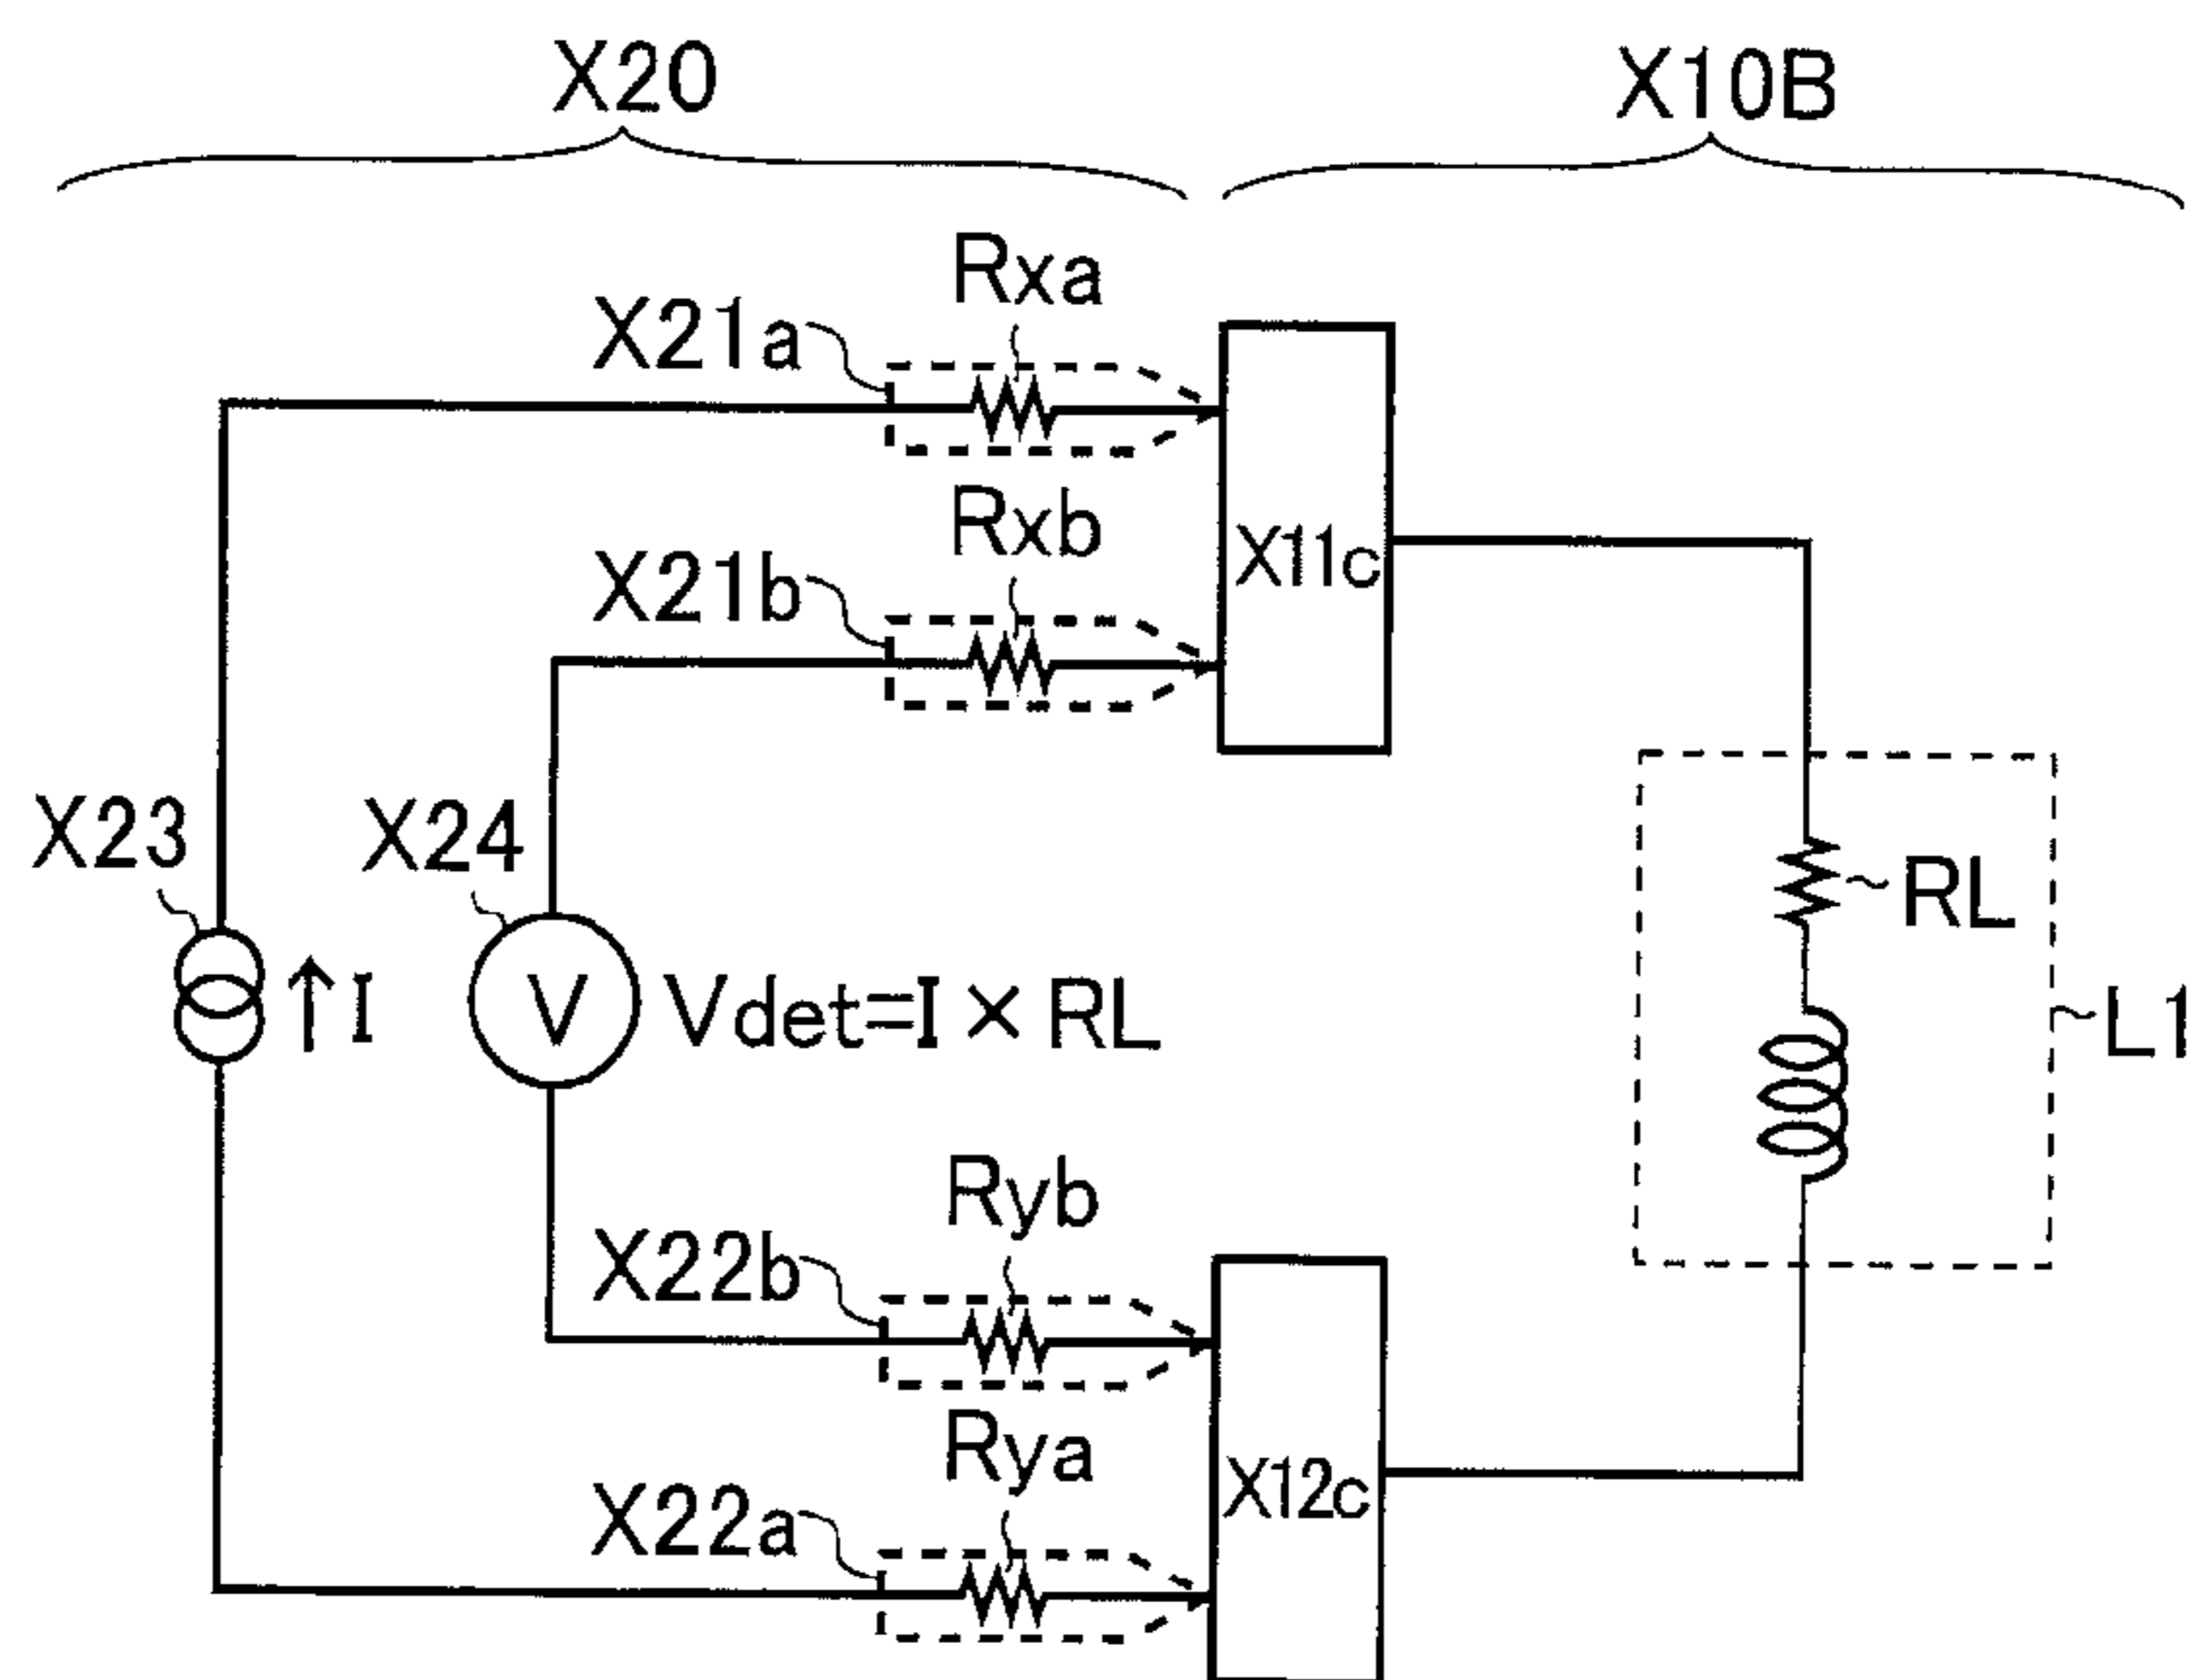 X20
X10B
Rxa
X21a
Rxb
X21b
X11c
X23
X24
RL
↑I
V
Vdet=I×RL
L1
Ryb
X22b
Rya
X22a
X12c